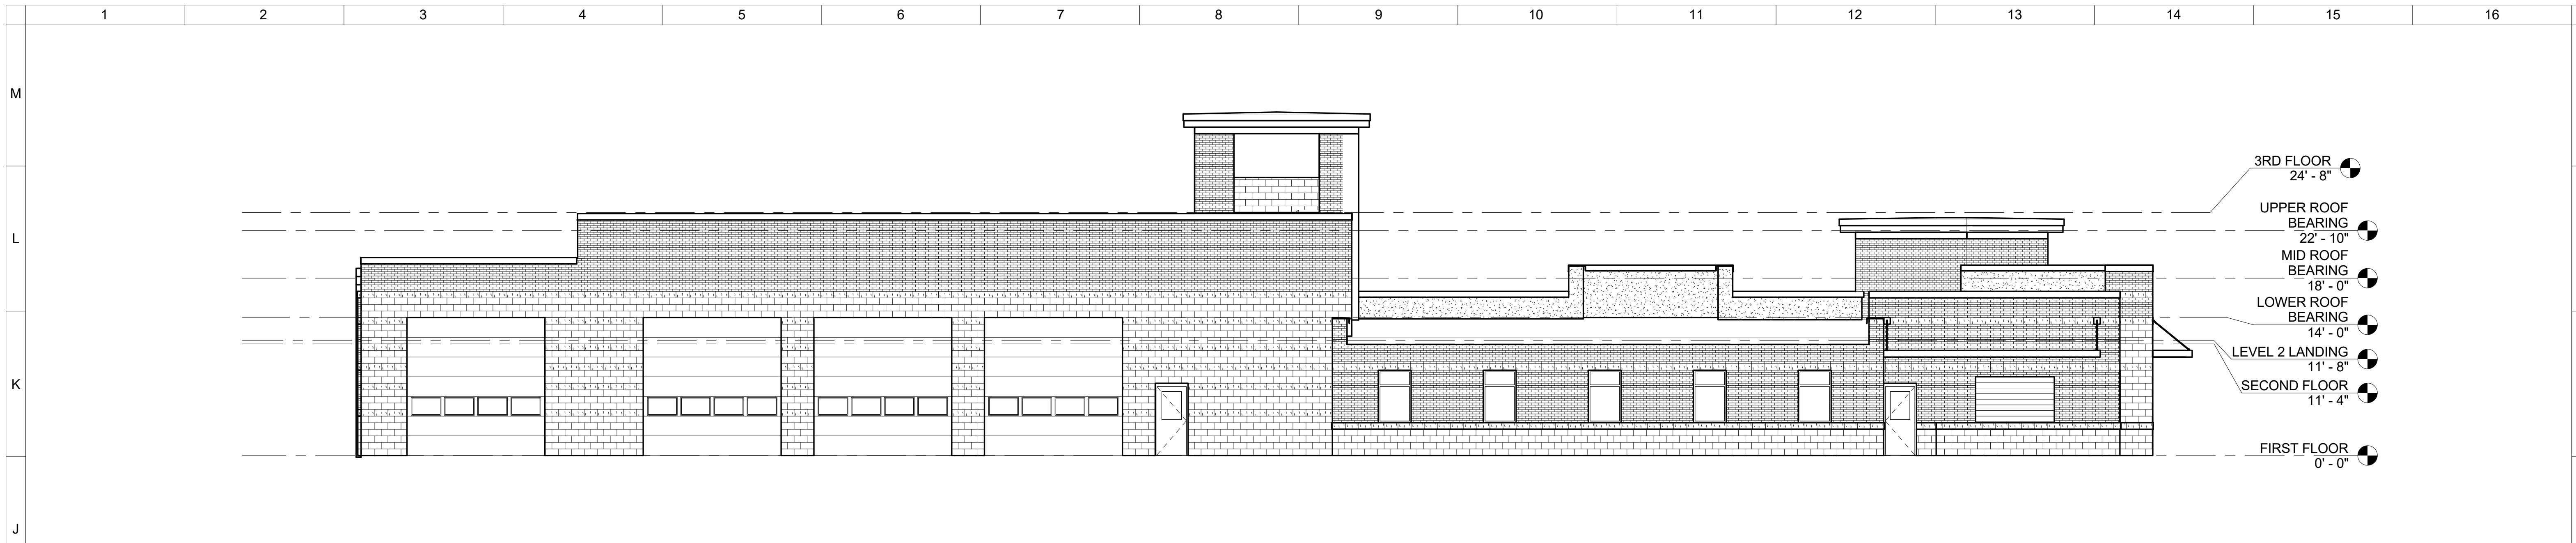 1 2 3 4 5 6 7 8 9 10 11 12 13 14 15 16
M
3RD FLOOR
24' - 8"
UPPER ROOF
BEARING
22' - 10"
L
MID ROOF
BEARING
18' - 0"
LOWER ROOF
BEARING
14' - 0"
LEVEL 2 LANDING
11' - 8"
K
SECOND FLOOR
11' - 4"
FIRST FLOOR
0' - 0"
J